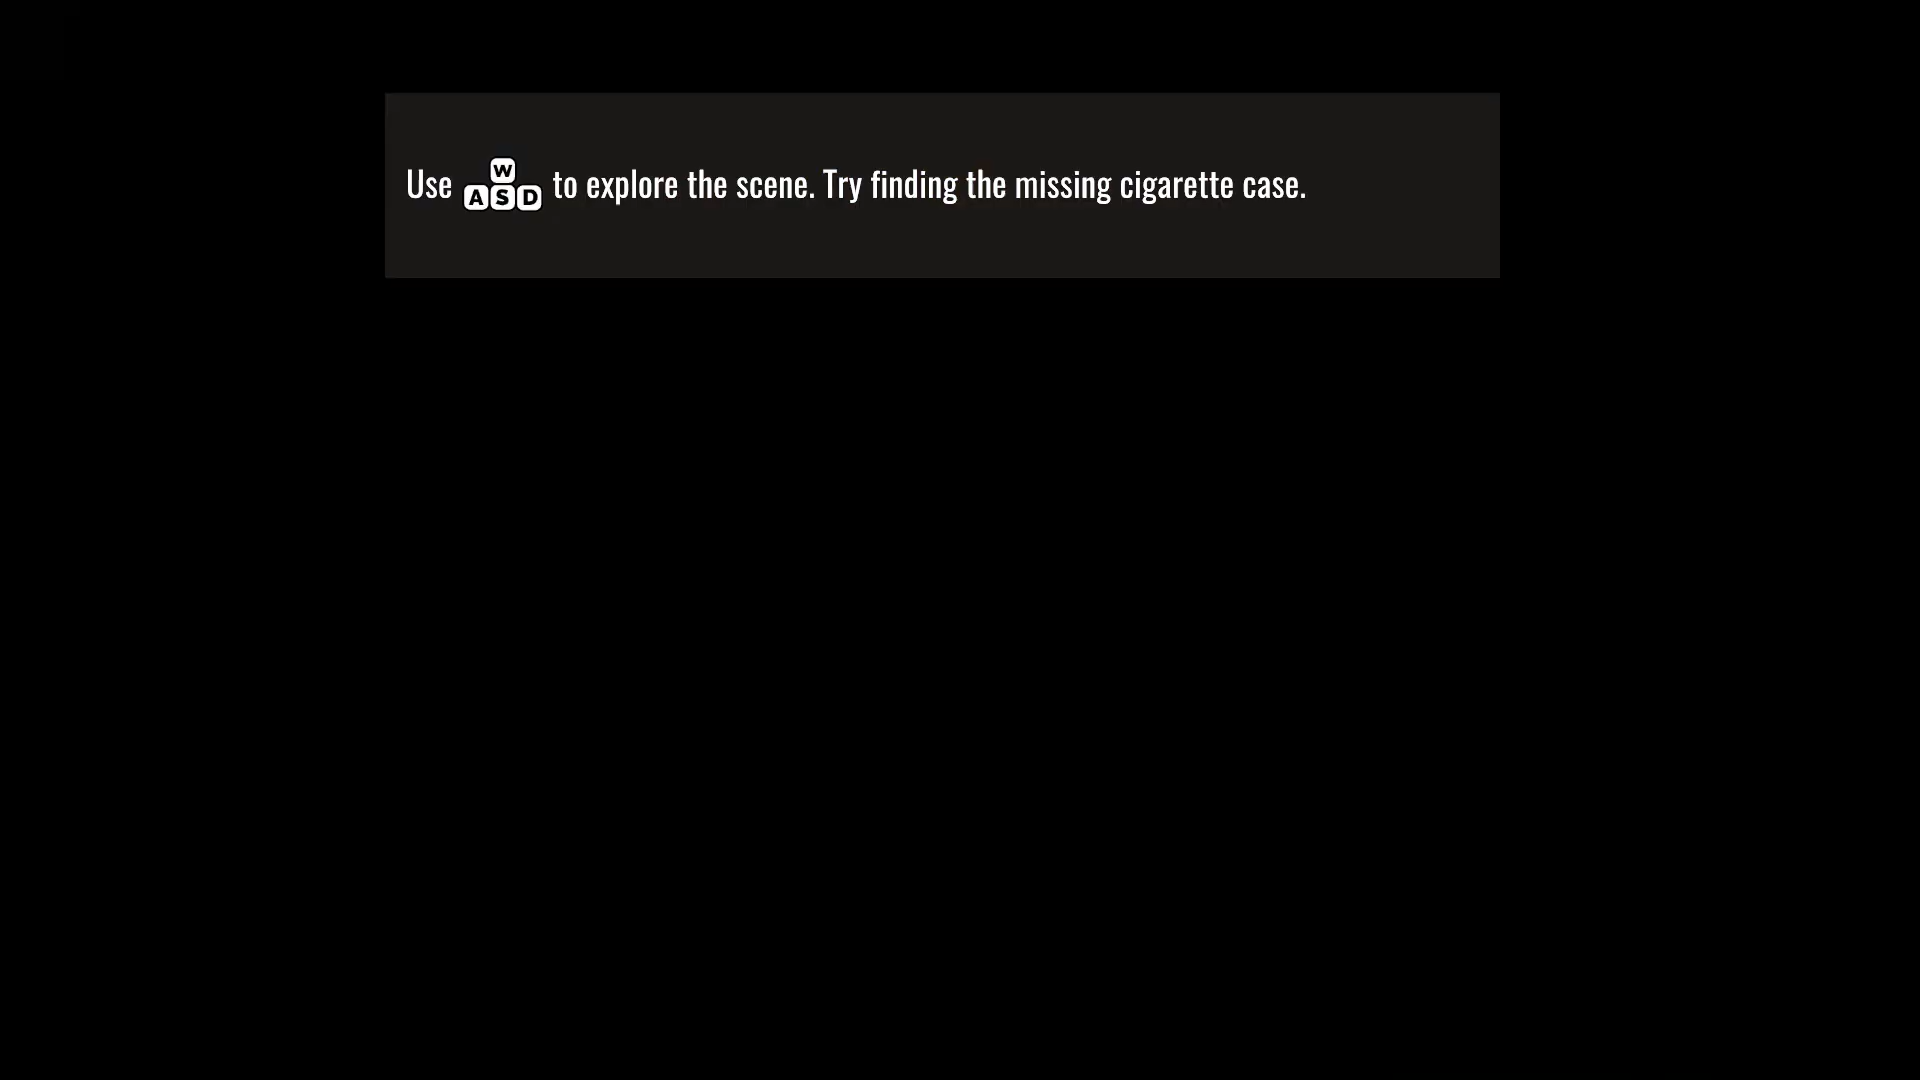 Use W A S D to explore the scene. Try finding the missing cigarette case.